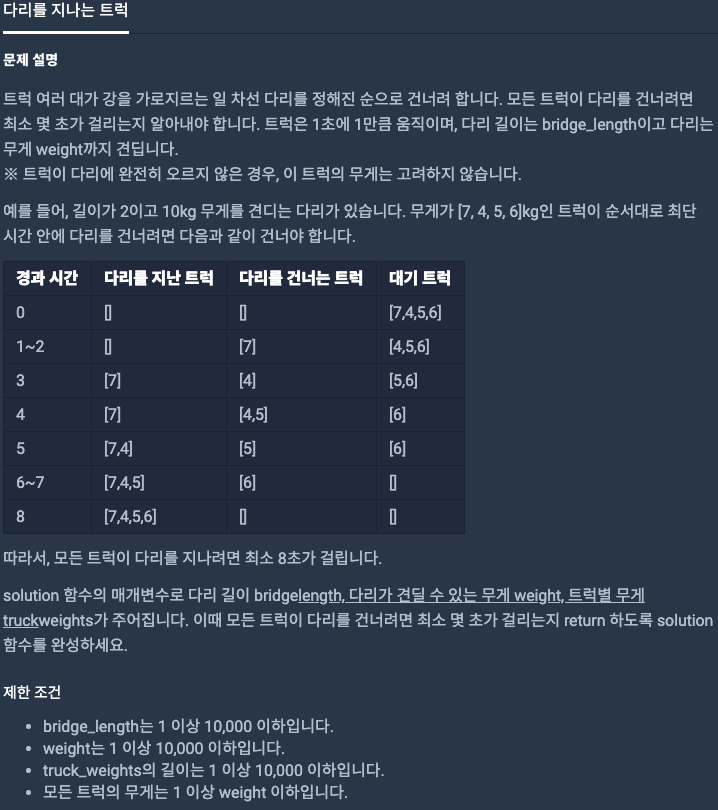 다리를 지나는 트럭
문제 설명
트럭 여러 대가 강을 가로지르는 일 차선 다리를 정해진 순으로 건너려 합니다. 모든 트럭이 다리를 건너려면
최소 몇 초가 걸리는지 알아내야 합니다. 트럭은 1초에 1만큼 움직이며, 다리 길이는 bridge_length이고 다리는
무게 weight까지 견딥니다.
※ 트럭이 다리에 완전히 오르지 않은 경우, 이 트럭의 무게는 고려하지 않습니다.
예를 들어, 길이가 2이고 10kg 무게를 견디는 다리가 있습니다. 무게가 [7, 4, 5, 6]kg인 트럭이 순서대로 최단
시간 안에 다리를 건너려면 다음과 같이 건너야 합니다.
경과 시간 다리를 지난 트럭 다리를 건너는 트럭 대기 트럭
0 [] [] [7,4,5,6]
1~2 [] [7] [4,5,6]
3 [7] [4] [5,6]
4 [7] [4,5] [6]
5 [7,4] [5] [6]
6~7 [7,4,5] [6] []
8 [7,4,5,6] [] []
따라서, 모든 트럭이 다리를 지나려면 최소 8초가 걸립니다.
solution 함수의 매개변수로 다리 길이 bridgelength, 다리가 견딜 수 있는 무게 weight, 트럭별 무게
truckweights가 주어집니다. 이때 모든 트럭이 다리를 건너려면 최소 몇 초가 걸리는지 return 하도록 solution
함수를 완성하세요.
제한 조건
• bridge_length는 1 이상 10,000 이하입니다.
• weight는 1 이상 10,000 이하입니다.
• truck_weights의 길이는 1 이상 10,000 이하입니다.
• 모든 트럭의 무게는 1 이상 weight 이하입니다.